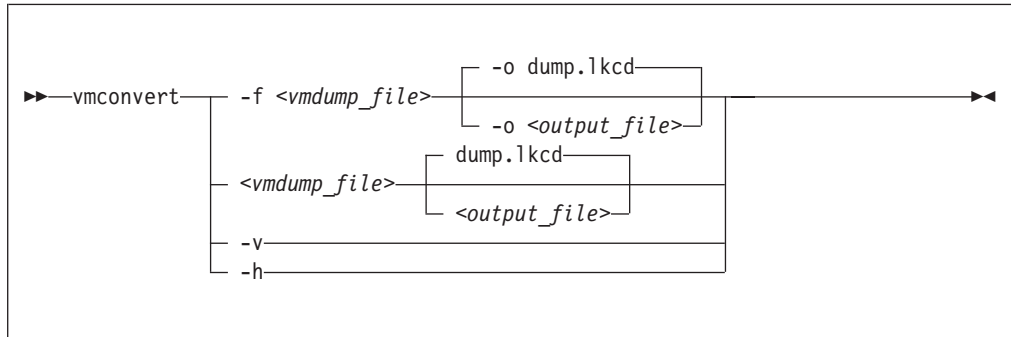 -o dump.lkcd
vmconvert -f <vmdump_file>
-o <output_file>
dump.lkcd
<vmdump_file>
<output_file>
-v
-h